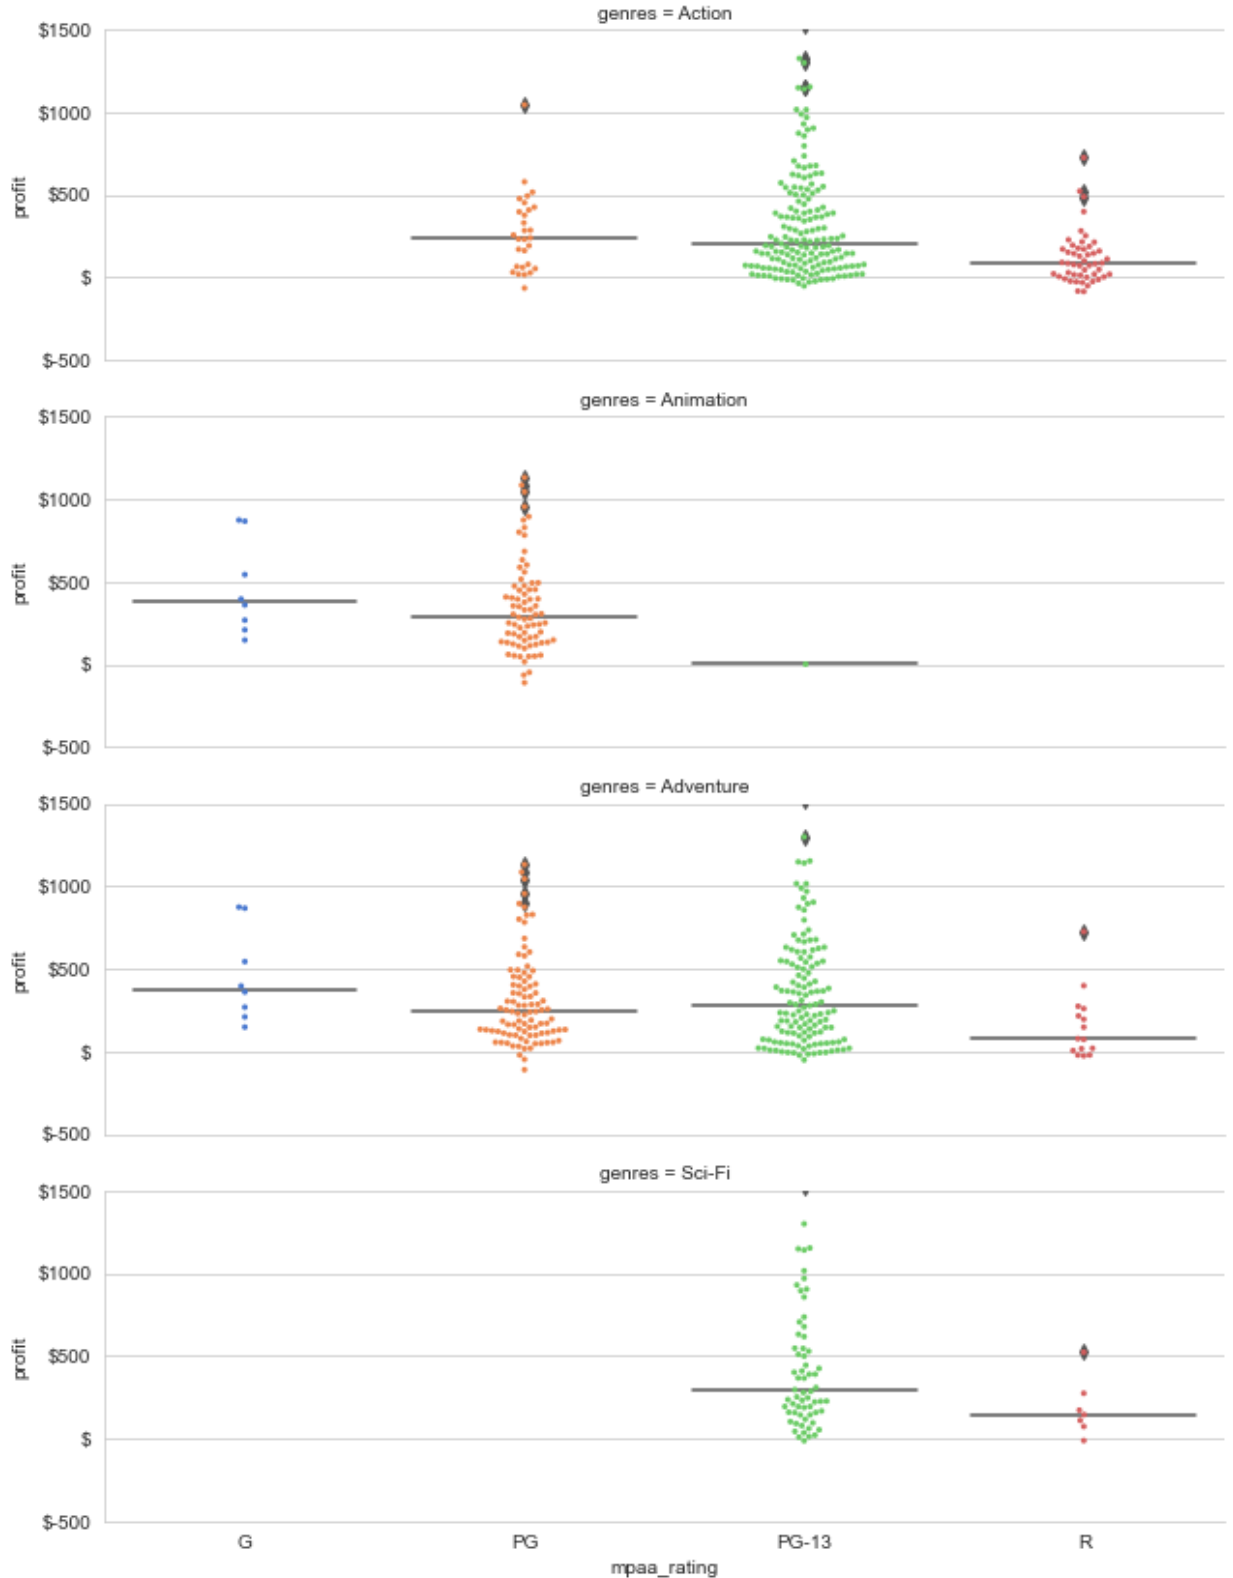 genres = Action
$1500
$1000
$500
$
$-500
profit
genres = Animation
$1500
$1000
$500
$
$-500
profit
genres = Adventure
$1500
$1000
$500
$
$-500
profit
genres = Sci-Fi
$1500
$1000
$500
$
$-500
profit
G PG PG-13 R
mpaa_rating